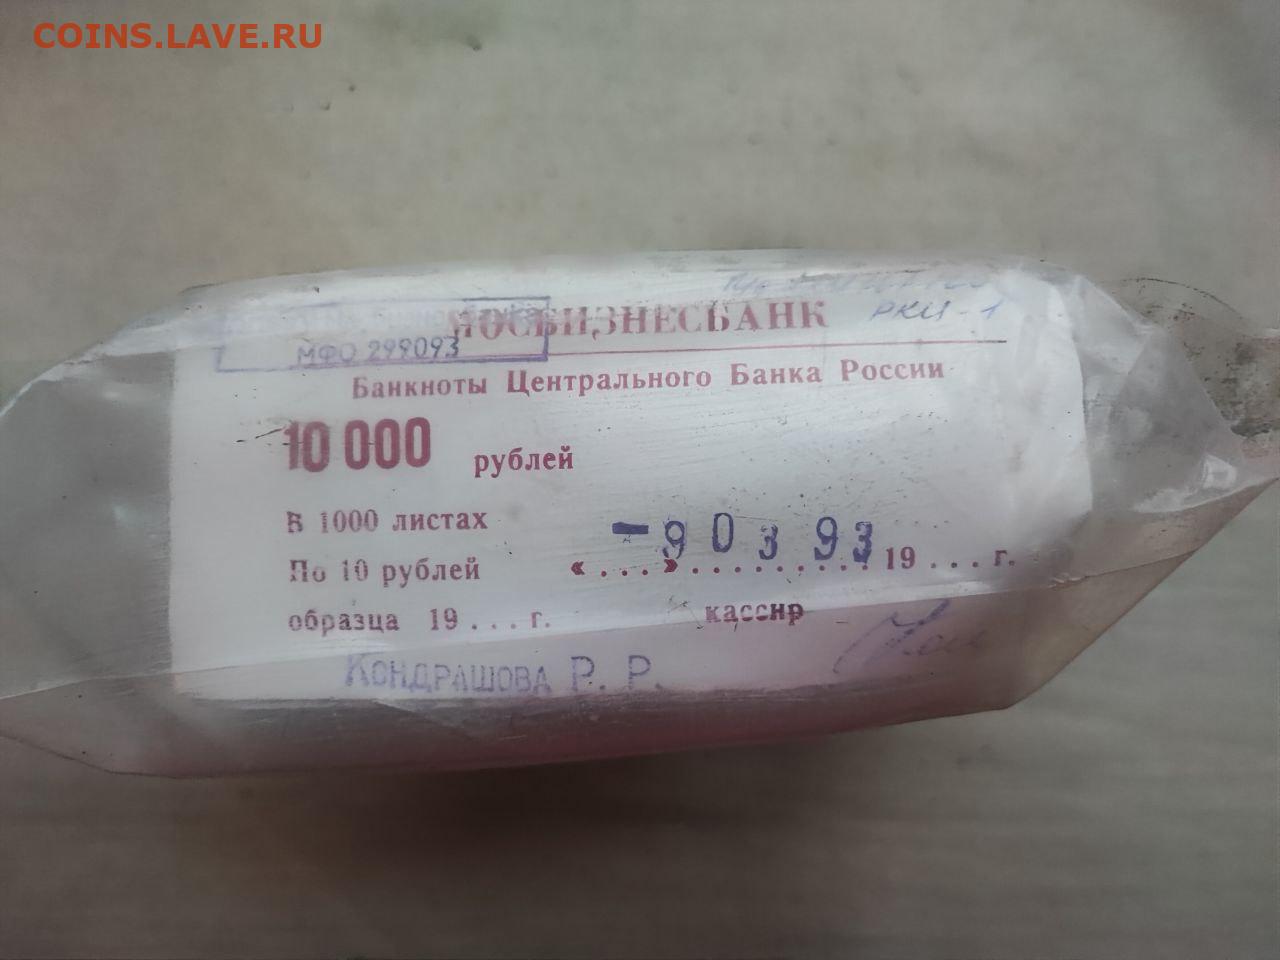 COINS.LAVE.RU
РКЦ-1
МОСБИЗНЕСБАНК
МФО 299093
Банкноты Центрального Банка России
10 000 рублей
В 1000 листах
-9 03 93
По 10 рублей «...».......... 19 ... г.
образца 19 ... г. кассир
КОНДРАШОВА Р. Р.